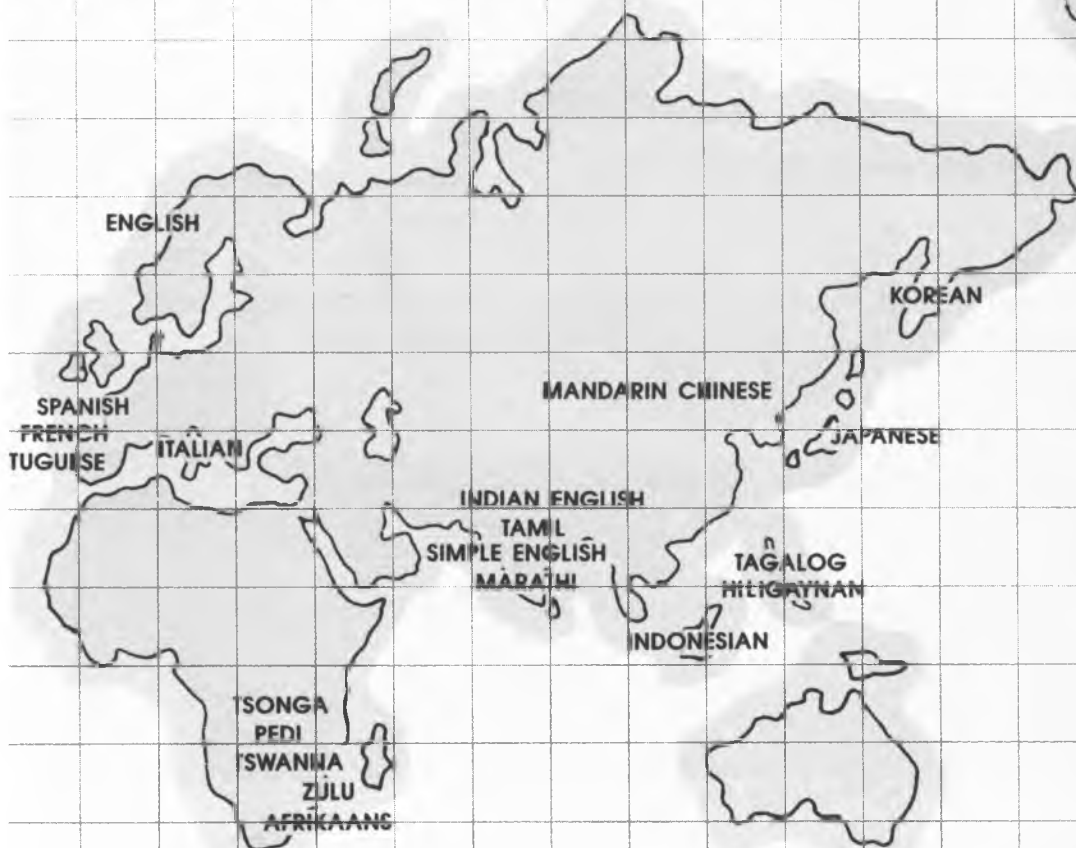 ENGLISH
KOREAN
MANDARIN CHINESE
SPANISH
FRENCH
TUGUESE
ITALIAN
JAPANESE
INDIAN ENGLISH
TAMIL
SIMPLE ENGLISH
MARATHI
TAGALOG
HILIGAYNAN
INDONESIAN
TSONGA
PEDI
TSWANNA
ZULU
AFRIKAANS